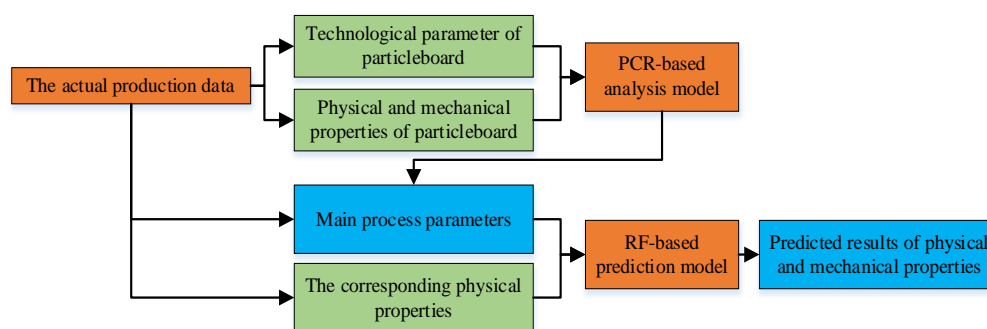 Technological parameter of
particleboard
The actual production data
Physical and mechanical
properties of particleboard
PCR-based
analysis model
Main process parameters
The corresponding physical
properties
RF-based
prediction model
Predicted results of physical
and mechanical properties